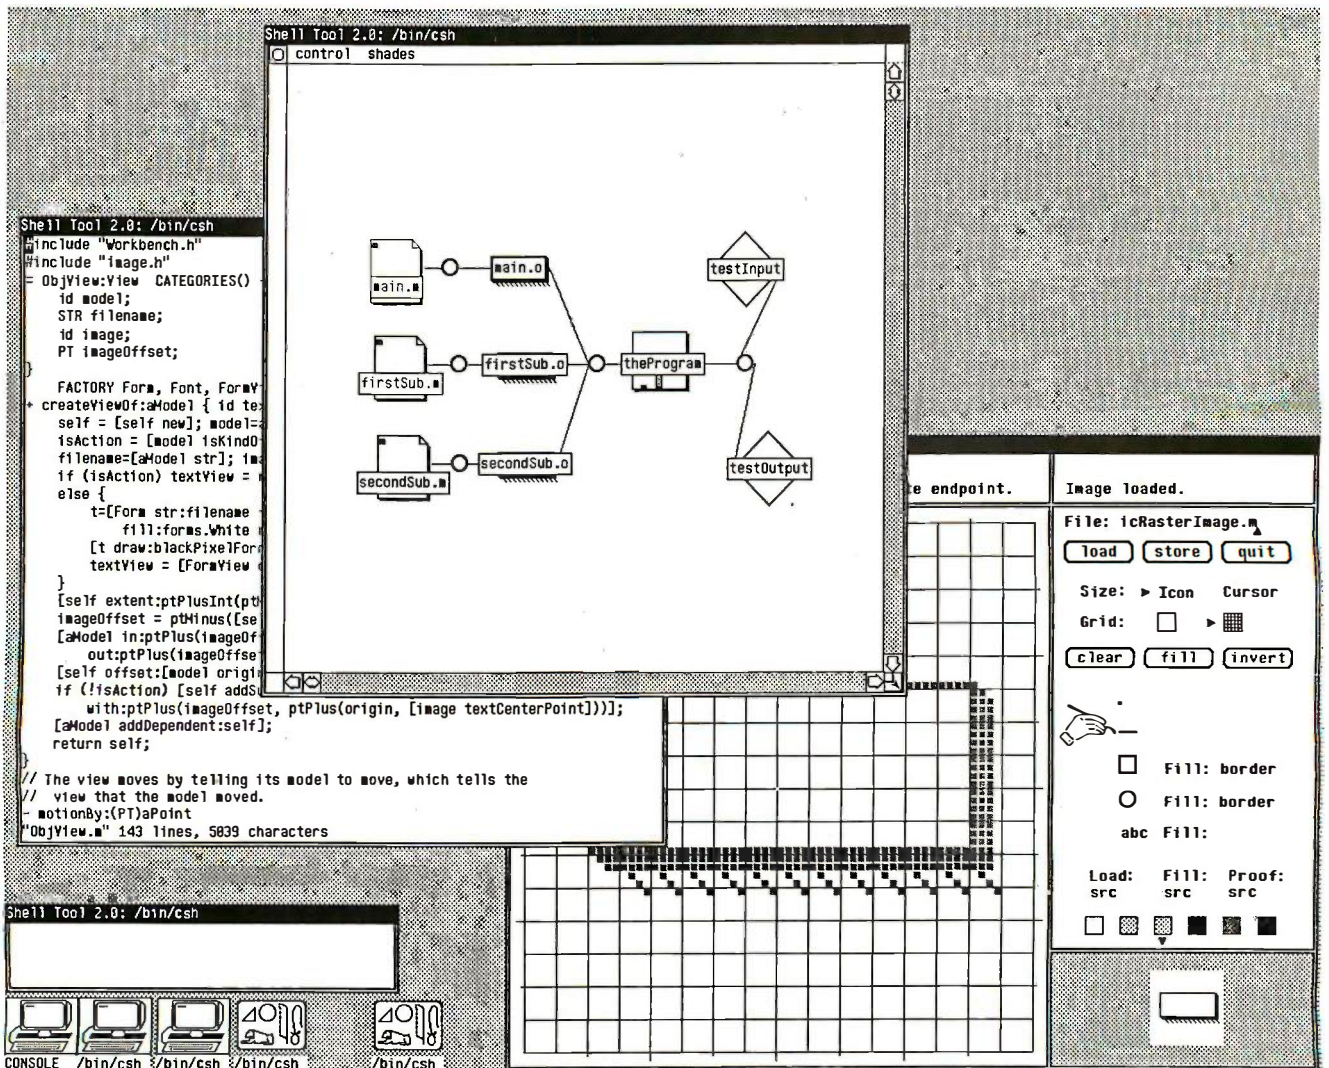 Shell Tool 2.0: /bin/csh
control shades
main.m
main.o
firstSub.m
firstSub.o
secondSub.m
secondSub.o
theProgram
testInput
testOutput
Shell Tool 2.0: /bin/csh
#include "Workbench.h"
#include "image.h"
= ObjView:View CATEGORIES()
id model;
STR filename;
id image;
PT imageOffset;
}
FACTORY Form, Font, FormV
+ createViewOf:aModel { id te
self = [self new]; model=
isAction = [model isKindO
filename=[aModel str];
if (isAction) textView =
else {
t=[Form str:filename
fill:forms.White
[t draw:blackPixelFor
textView = [FormView
}
[self extent:ptPlusInt(pt
imageOffset = ptMinus([se
[aModel in:ptPlus(imageOf
out:ptPlus(imageOffse
[self offset:[model origi
if (!isAction) [self addS
with:ptPlus(imageOffset, ptPlus(origin, [image textCenterPoint]))];
[aModel addDependent:self];
return self;
}
// The view moves by telling its model to move, which tells the
// view that the model moved.
- motionBy:(PT)aPoint
"ObjView.m" 143 lines, 5039 characters
endpoint.
Image loaded.
File: icRasterImage.m
load store quit
Size: Icon Cursor
Grid:
clear fill invert
Fill: border
Fill: border
abc Fill:
Load: Fill: Proof:
src src src
Shell Tool 2.0: /bin/csh
CONSOLE /bin/csh /bin/csh /bin/csh /bin/csh